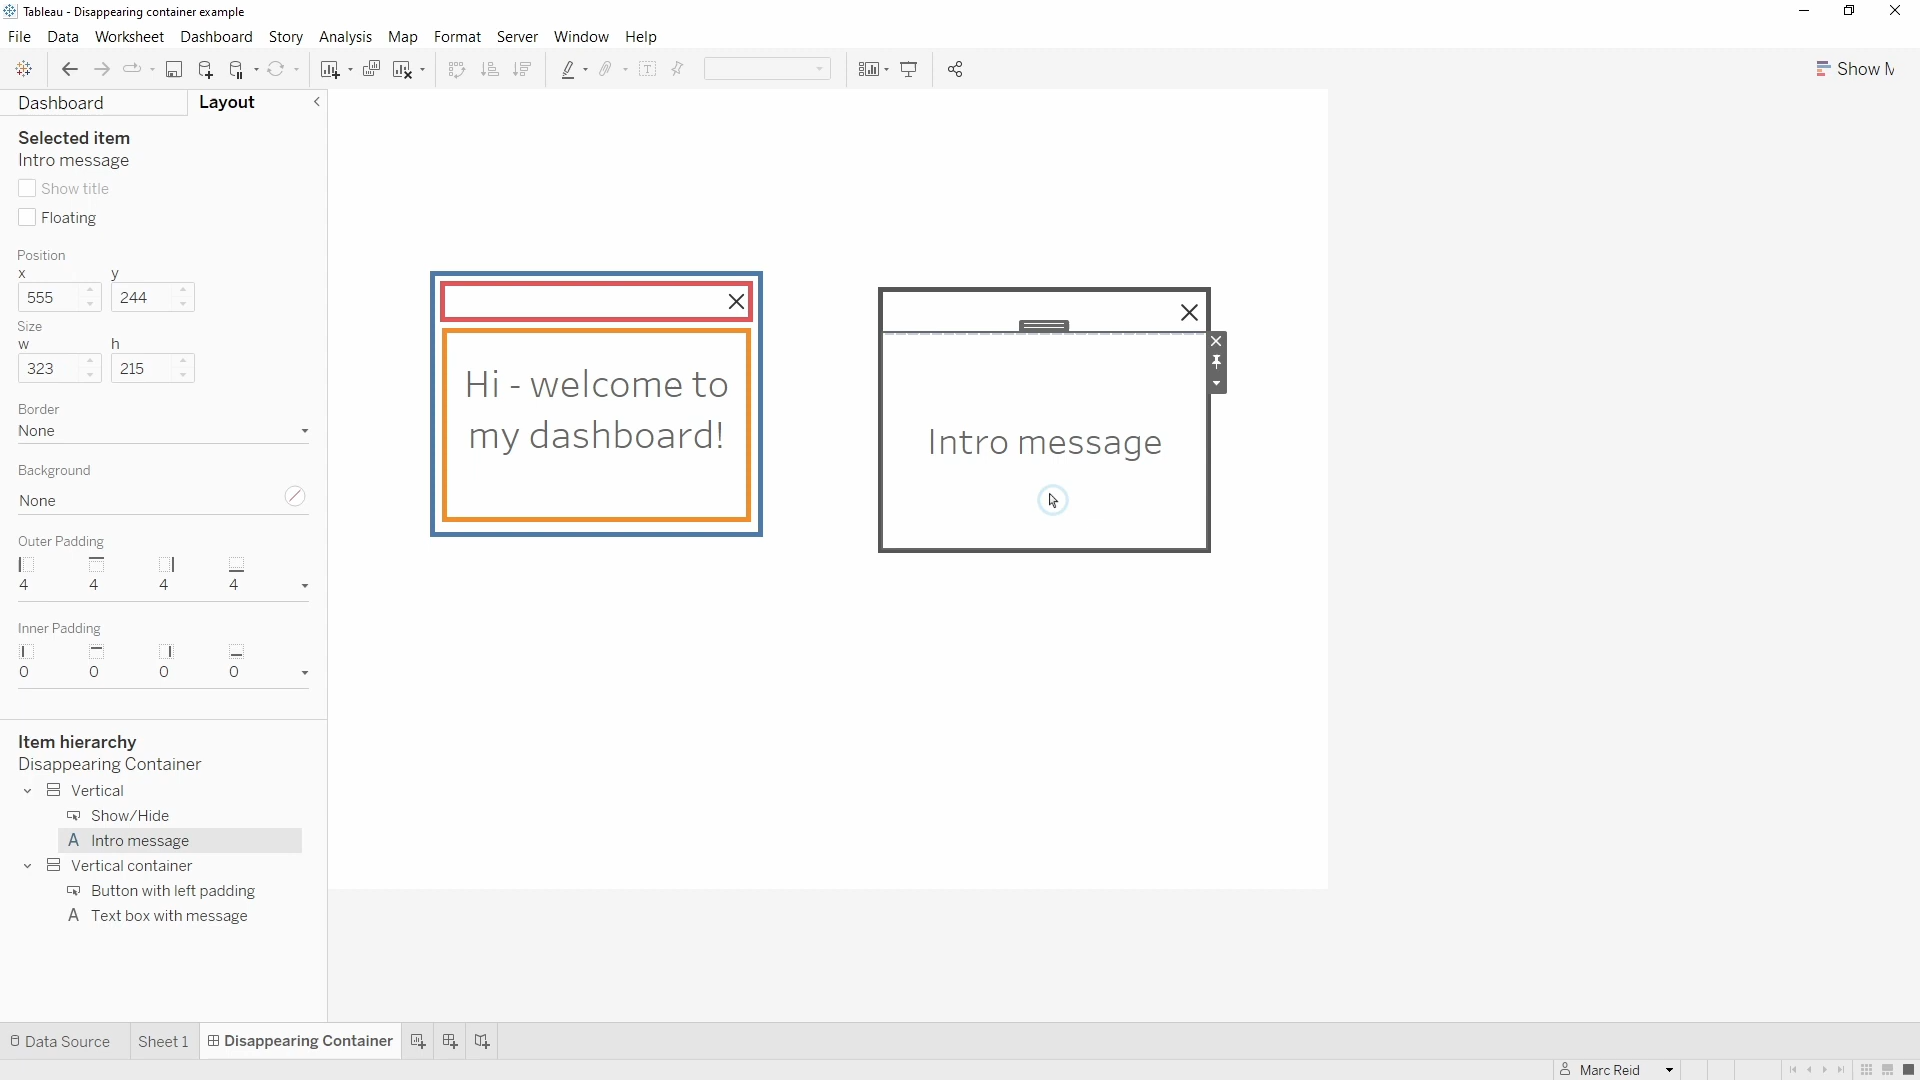 Tableau - Disappearing container example
File Data Worksheet Dashboard Story Analysis Map Format Server Window Help
Show M
Dashboard Layout
Selected item
Intro message
Show title
Floating
Position
x y
555 244
Size
w h
323 215
Border
None
Background
None
Outer Padding
4 4 4 4
Inner Padding
0 0 0 0
Item hierarchy
Disappearing Container
Vertical
Show/Hide
A Intro message
Vertical container
Button with left padding
A Text box with message
Hi - welcome to
my dashboard!
Intro message
Data Source Sheet 1 Disappearing Container
Marc Reid